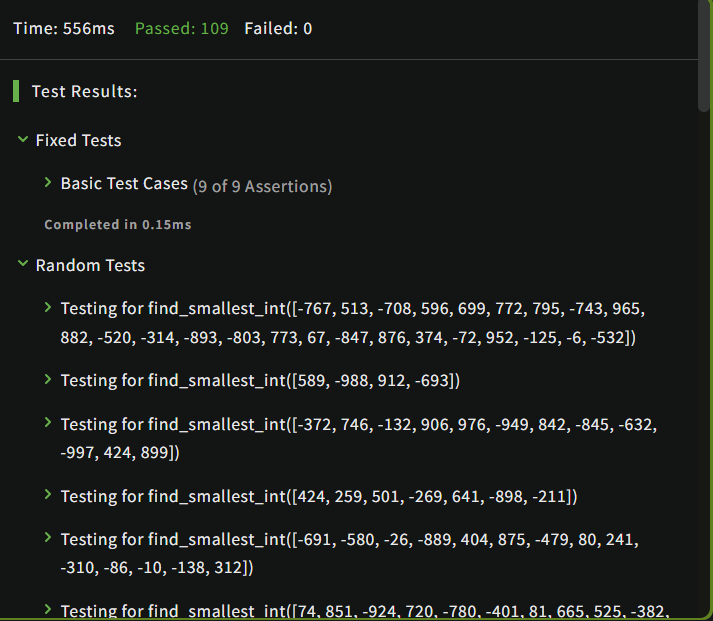 Time: 556ms Passed: 109 Failed: 0
Test Results:
Fixed Tests
Basic Test Cases (9 of 9 Assertions)
Completed in 0.15ms
Random Tests
Testing for find_smallest_int([-767, 513, -708, 596, 699, 772, 795, -743, 965,
882, -520, -314, -893, -803, 773, 67, -847, 876, 374, -72, 952, -125, -6, -532])
Testing for find_smallest_int([589, -988, 912, -693])
Testing for find_smallest_int([-372, 746, -132, 906, 976, -949, 842, -845, -632,
-997, 424, 899])
Testing for find_smallest_int([424, 259, 501, -269, 641, -898, -211])
Testing for find_smallest_int([-691, -580, -26, -889, 404, 875, -479, 80, 241,
-310, -86, -10, -138, 312])
Testing for find_smallest_int([74, 851, -924, 720, -780, -401, 81, 665, 525, -382,